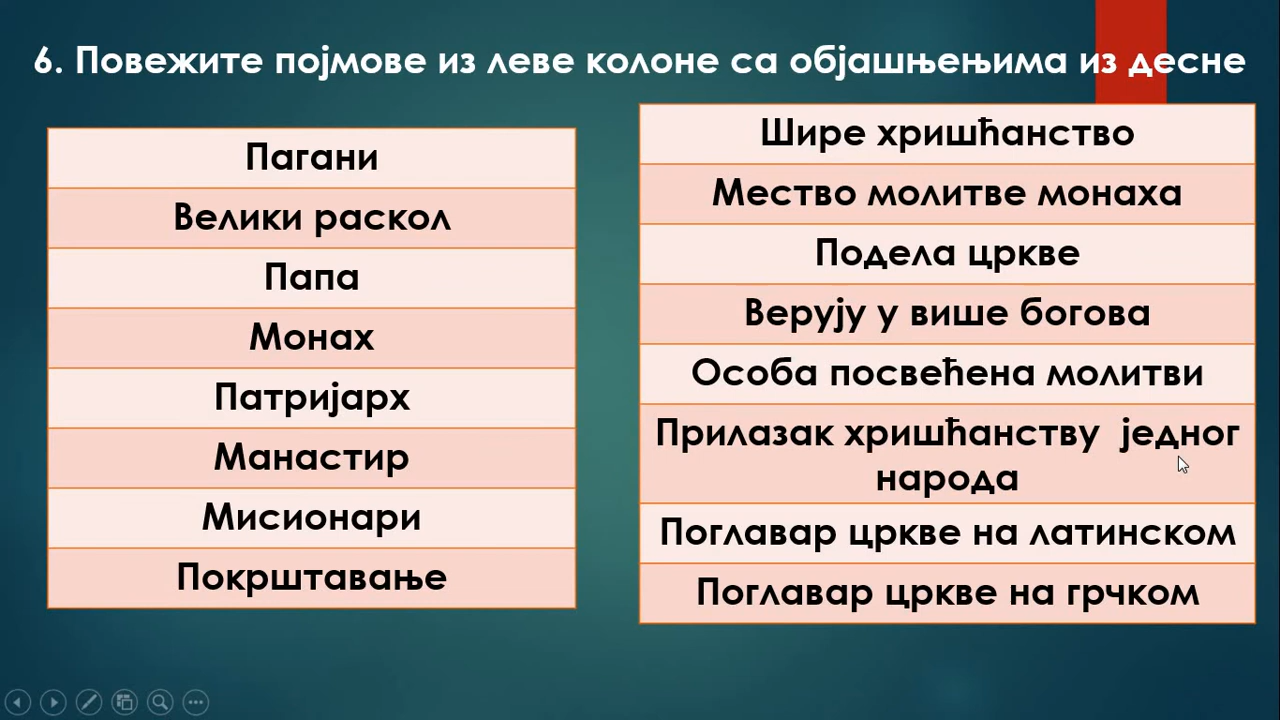 6. Повежите појмове из леве колоне са објашњењима из десне
Пагани
Велики раскол
Папа
Монах
Патријарх
Манастир
Мисионари
Покрштавање
Шире хришћанство
Мество молитве монаха
Подела цркве
Верују у више богова
Особа посвећена молитви
Прилазак хришћанству једног
народа
Поглавар цркве на латинском
Поглавар цркве на грчком